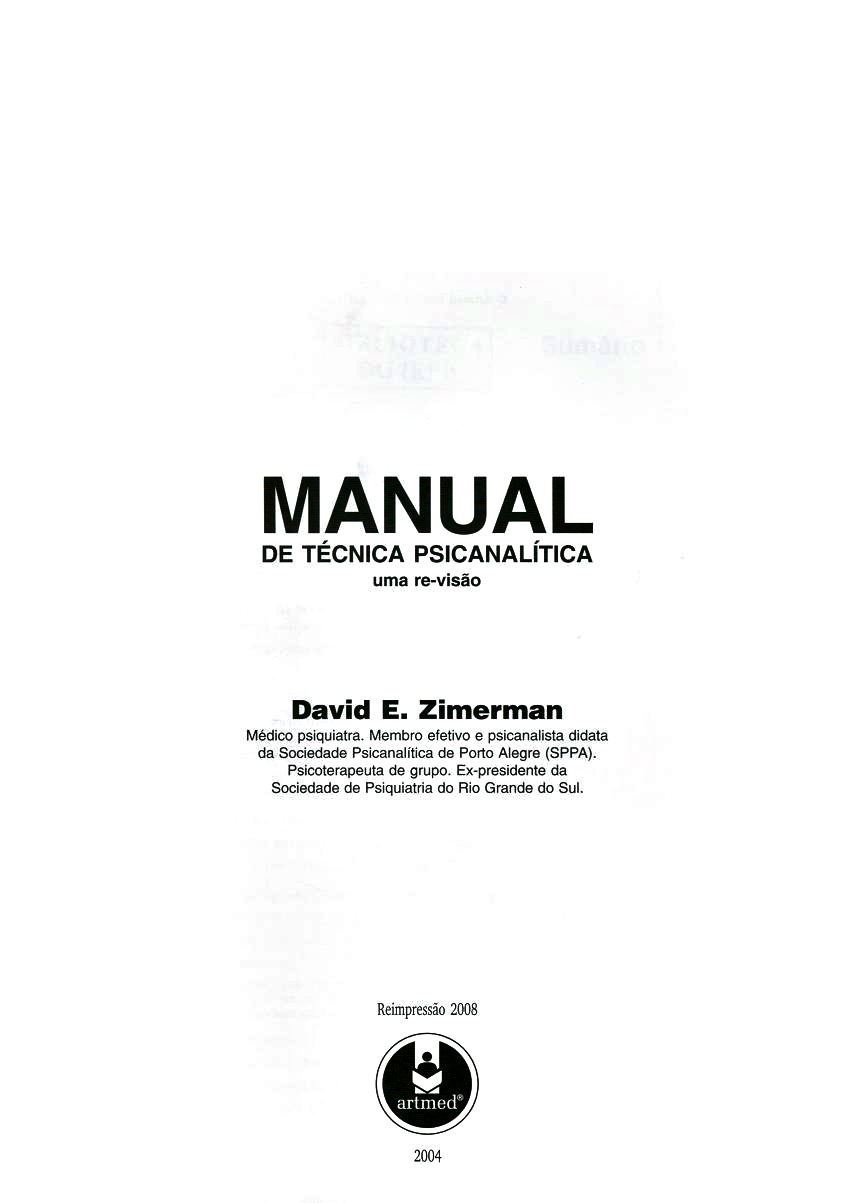 Sumário
MANUAL
DE TÉCNICA PSICANALÍTICA
uma re-visão
David E. Zimerman
Médico psiquiatra. Membro efetivo e psicanalista didata
da Sociedade Psicanalítica de Porto Alegre (SPPA).
Psicoterapeuta de grupo. Ex-presidente da
Sociedade de Psiquiatria do Rio Grande do Sul.
Reimpressão 2008
artmed®
2004